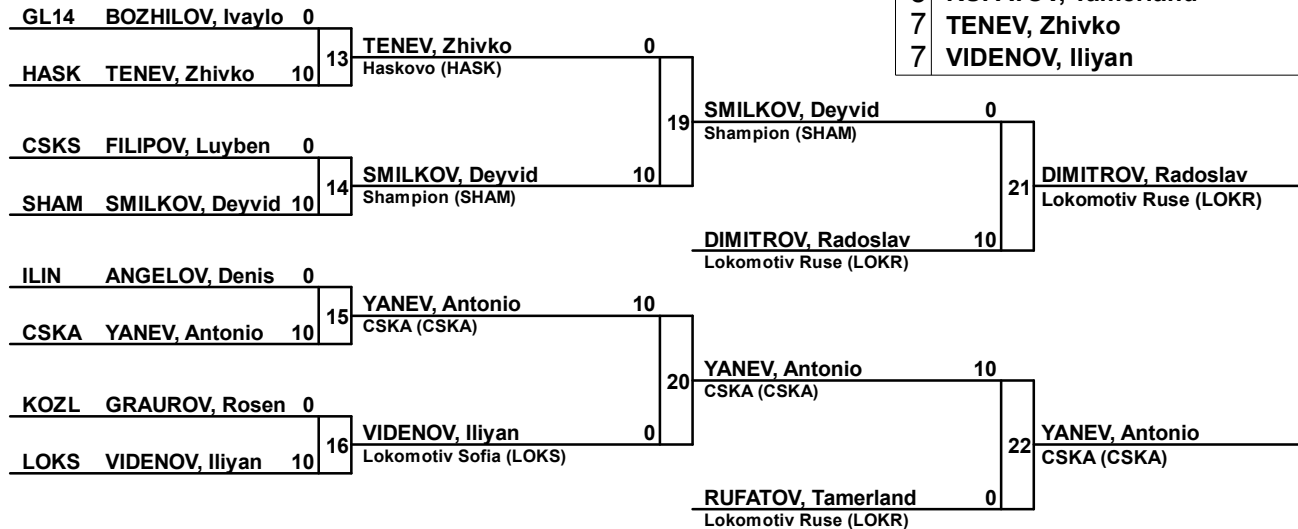 GL14 BOZHILOV, Ivaylo 0
HASK TENEV, Zhivko 10
13
CSKS FILIPOV, Luyben 0
SHAM SMILKOV, Deyvid 10
14
ILIN ANGELOV, Denis 0
CSKA YANEV, Antonio 10
15
KOZL GRAUROV, Rosen 0
LOKS VIDENOV, Iliyan 10
16
TENEV, Zhivko 0
Haskovo (HASK)
SMILKOV, Deyvid 10
Shampion (SHAM)
19
YANEV, Antonio 10
CSKA (CSKA)
VIDENOV, Iliyan 0
Lokomotiv Sofia (LOKS)
20
SMILKOV, Deyvid 0
Shampion (SHAM)
DIMITROV, Radoslav 10
Lokomotiv Ruse (LOKR)
21
YANEV, Antonio 10
CSKA (CSKA)
RUFATOV, Tamerland 0
Lokomotiv Ruse (LOKR)
22
DIMITROV, Radoslav
Lokomotiv Ruse (LOKR)
YANEV, Antonio
CSKA (CSKA)
7 TENEV, Zhivko
7 VIDENOV, Iliyan